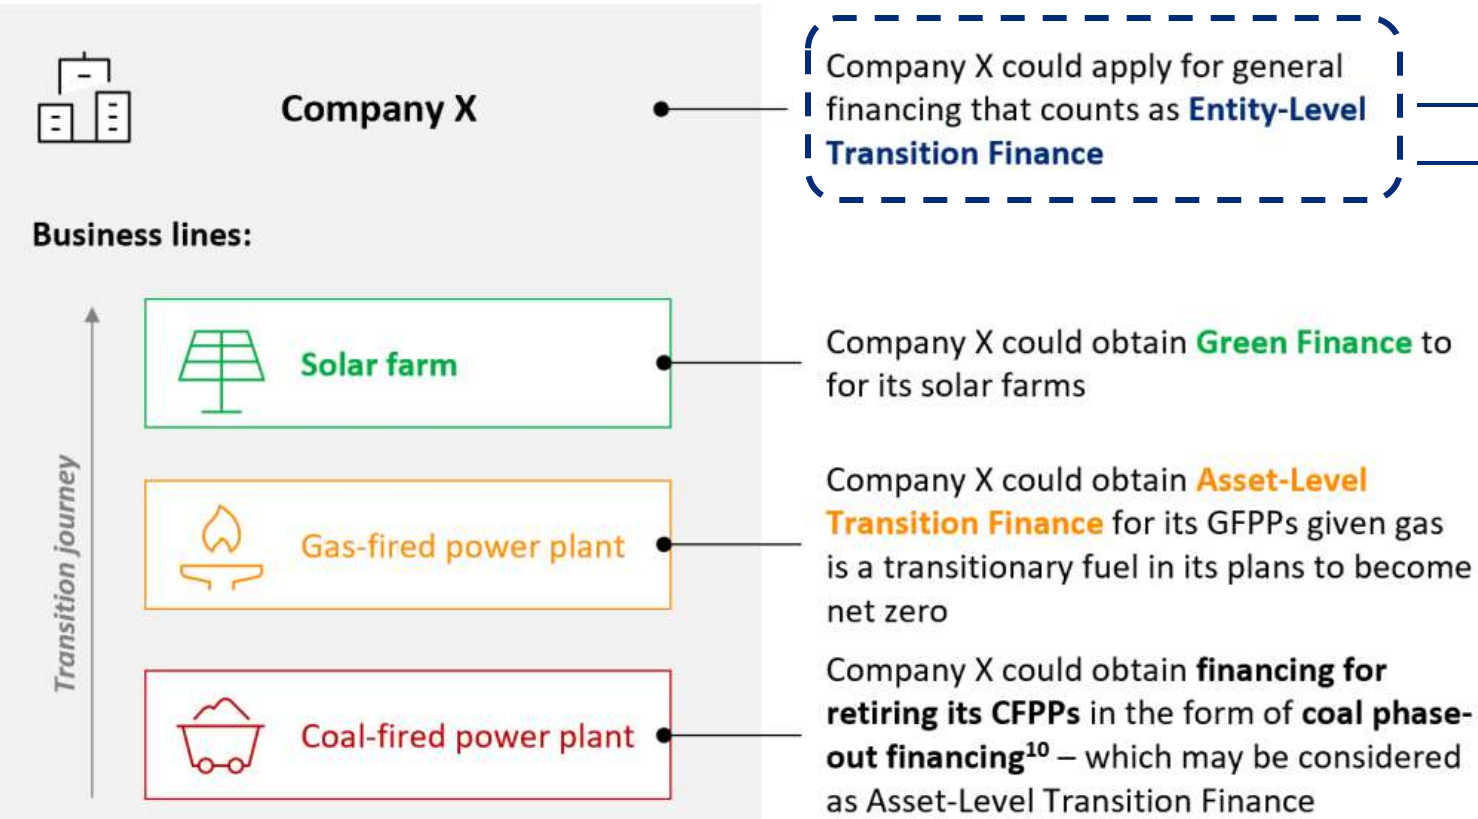 Company X
Company X could apply for general
financing that counts as Entity-Level
Transition Finance
Business lines:
Transition journey
Solar farm
Company X could obtain Green Finance to
for its solar farms
Gas-fired power plant
Company X could obtain Asset-Level
Transition Finance for its GFPPs given gas
is a transitionary fuel in its plans to become
net zero
Coal-fired power plant
Company X could obtain financing for
retiring its CFPPs in the form of coal phase-
out financing¹⁰ – which may be considered
as Asset-Level Transition Finance